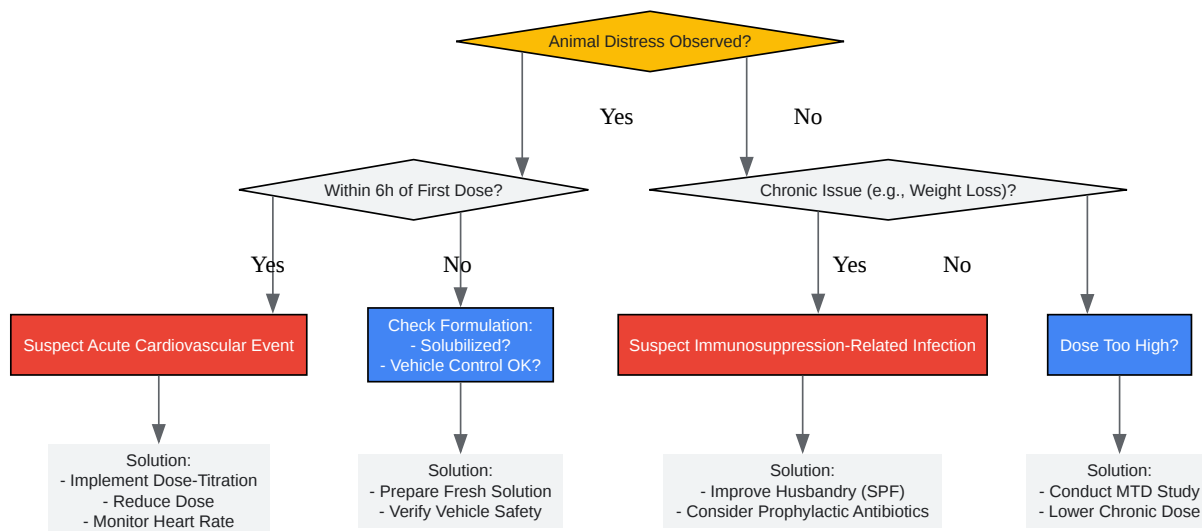 Animal Distress Observed?
Yes
No
Within 6h of First Dose?
Chronic Issue (e.g., Weight Loss)?
Yes
No
Yes
No
Suspect Acute Cardiovascular Event
Check Formulation:
- Solubilized?
- Vehicle Control OK?
Suspect Immunosuppression-Related Infection
Dose Too High?
Solution:
- Implement Dose-Titration
- Reduce Dose
- Monitor Heart Rate
Solution:
- Prepare Fresh Solution
- Verify Vehicle Safety
Solution:
- Improve Husbandry (SPF)
- Consider Prophylactic Antibiotics
Solution:
- Conduct MTD Study
- Lower Chronic Dose